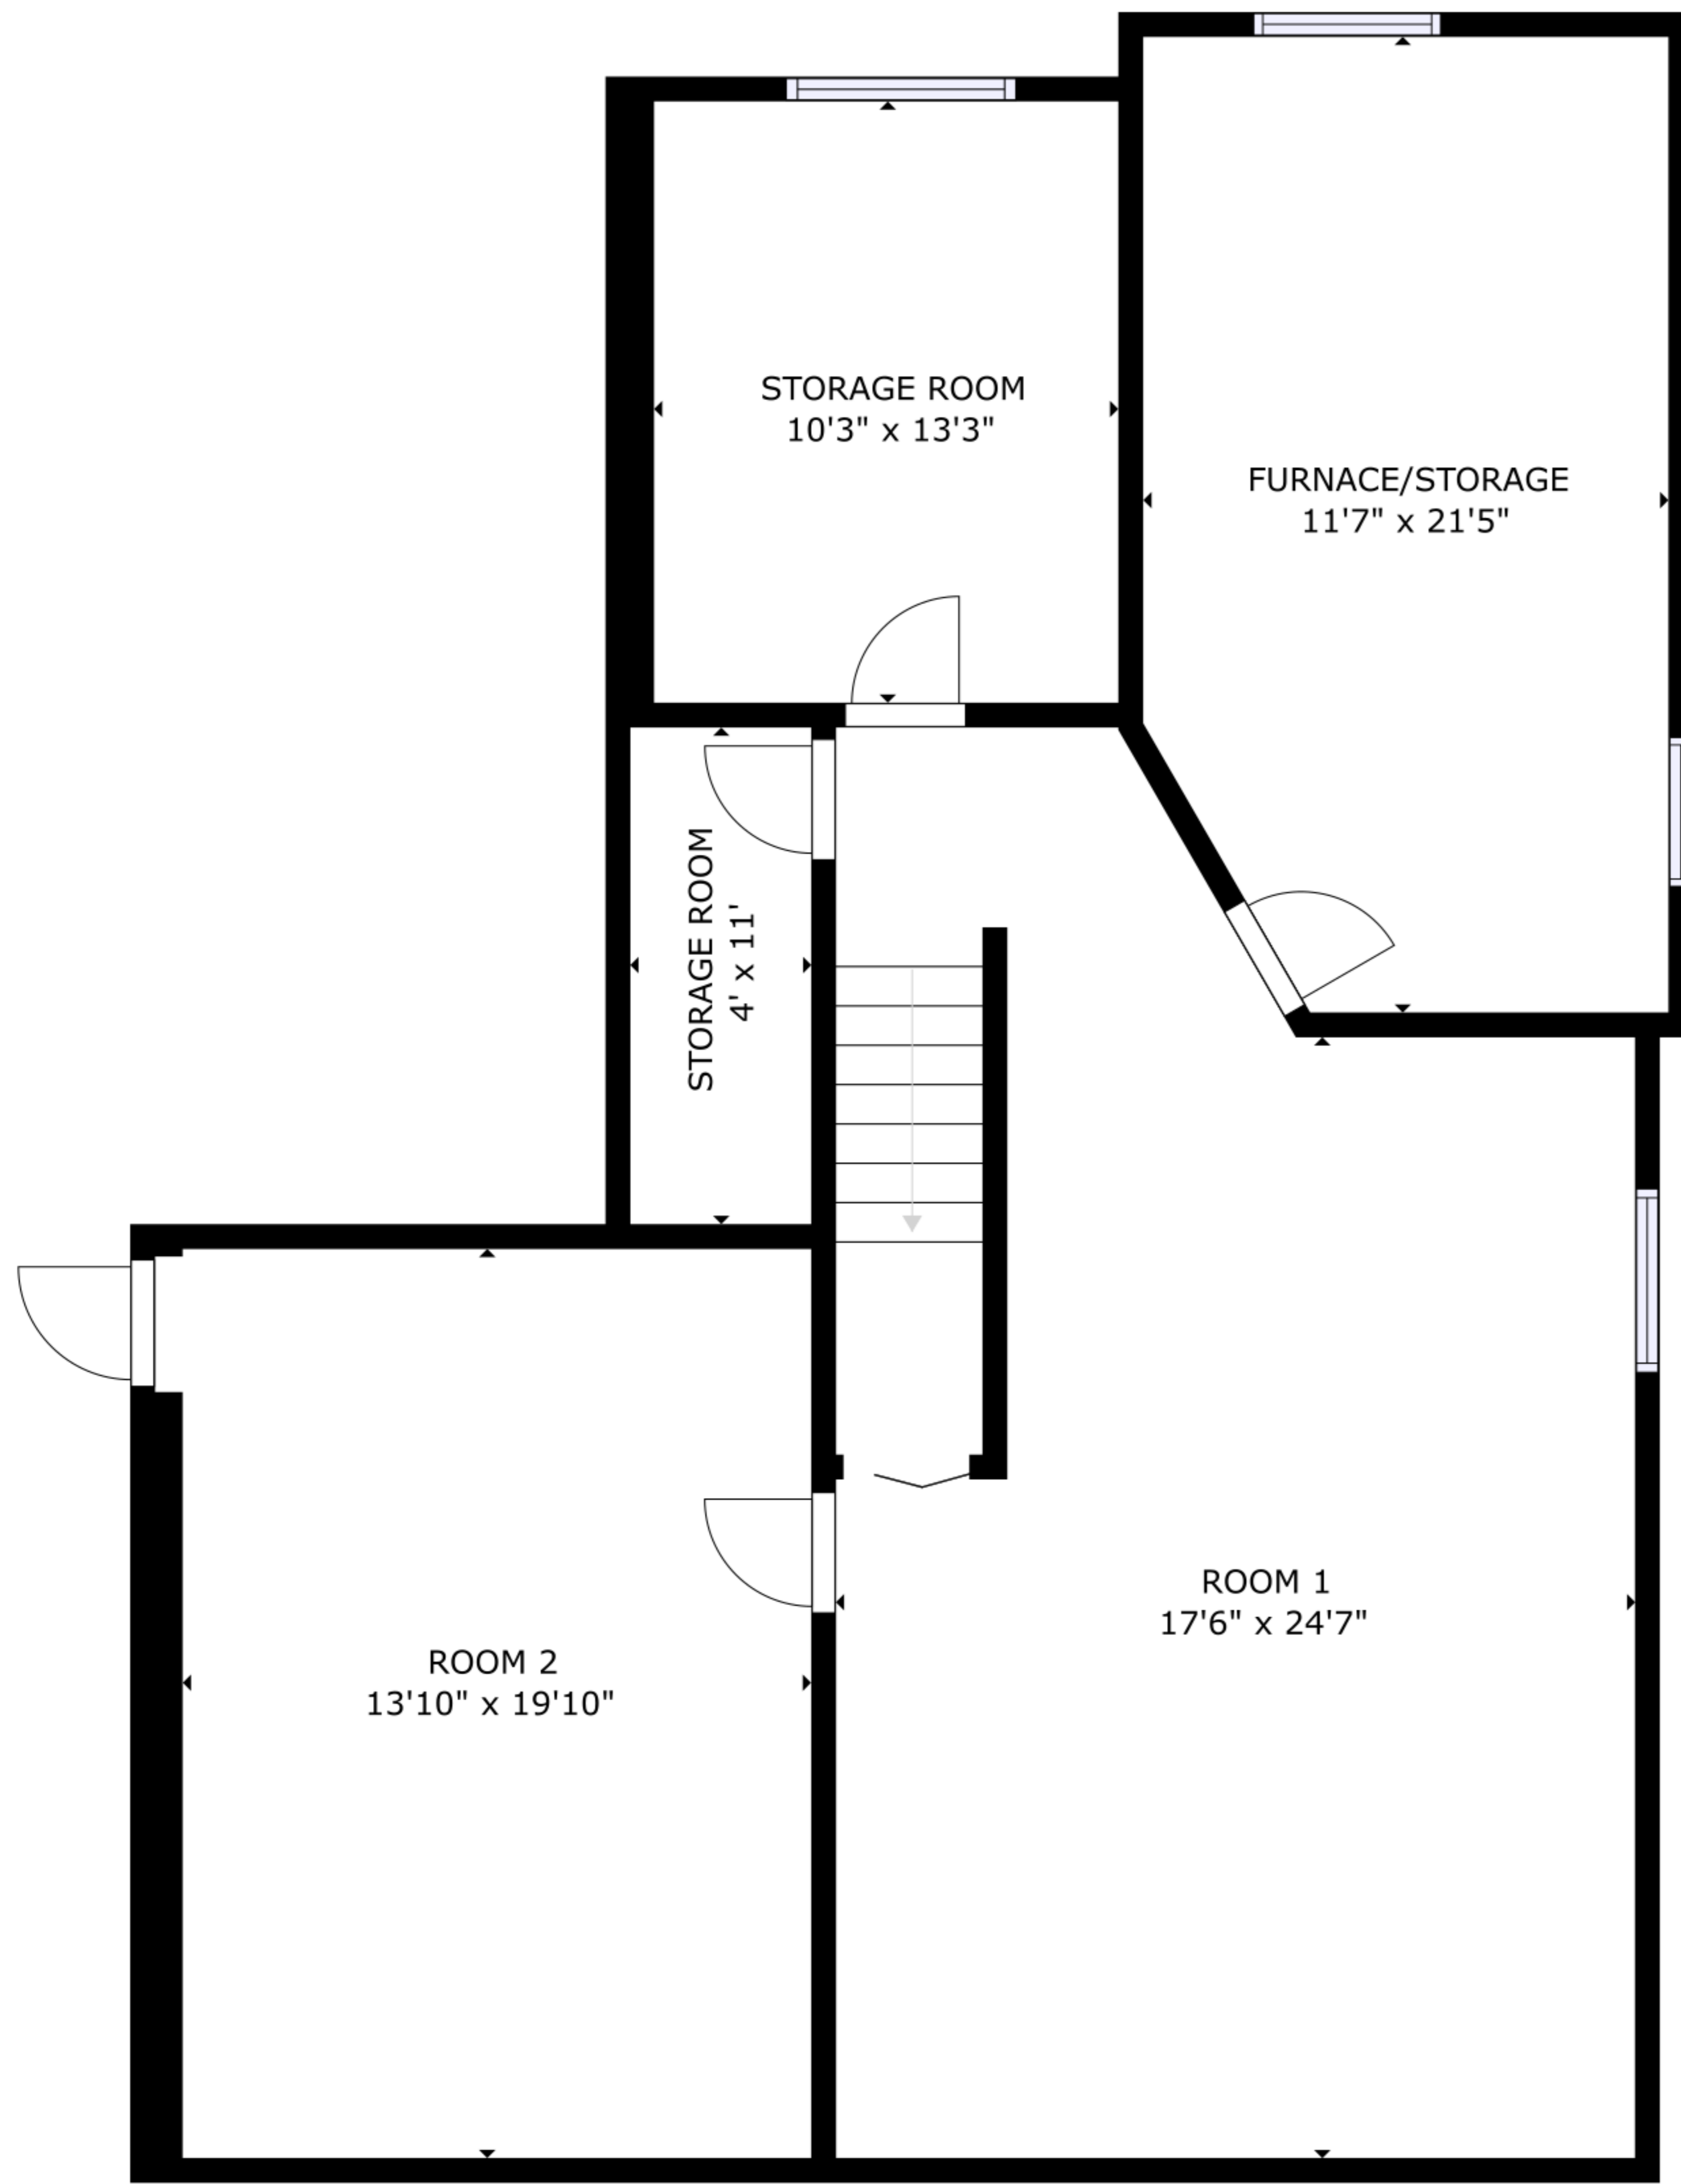 STORAGE ROOM
10'3" x 13'3"
FURNACE/STORAGE
11'7" x 21'5"
STORAGE ROOM
4' x 11'
ROOM 1
17'6" x 24'7"
ROOM 2
13'10" x 19'10"